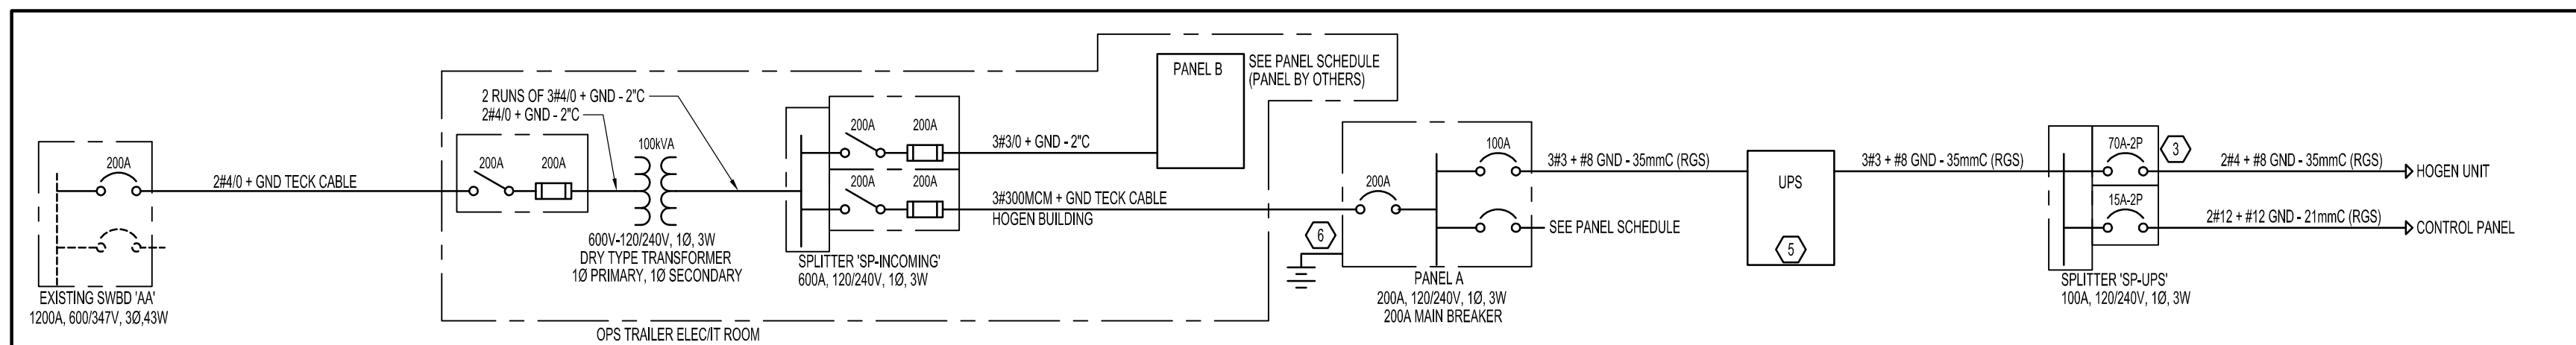 200A
EXISTING SWBD 'AA'
1200A, 600/347V, 3Ø,43W
2#4/0 + GND TECK CABLE
2 RUNS OF 3#4/0 + GND - 2"C
2#4/0 + GND - 2"C
200A
200A
100kVA
600V-120/240V, 1Ø, 3W
DRY TYPE TRANSFORMER
1Ø PRIMARY, 1Ø SECONDARY
OPS TRAILER ELEC/IT ROOM
200A
200A
200A
200A
SPLITTER 'SP-INCOMING'
600A, 120/240V, 1Ø, 3W
3#3/0 + GND - 2"C
3#300MCM + GND TECK CABLE
HOGEN BUILDING
PANEL B
SEE PANEL SCHEDULE
(PANEL BY OTHERS)
6
200A
100A
SEE PANEL SCHEDULE
PANEL A
200A, 120/240V, 1Ø, 3W
200A MAIN BREAKER
3#3 + #8 GND - 35mmC (RGS)
UPS
5
3#3 + #8 GND - 35mmC (RGS)
70A-2P
3
15A-2P
SPLITTER 'SP-UPS'
100A, 120/240V, 1Ø, 3W
2#4 + #8 GND - 35mmC (RGS)
HOGEN UNIT
2#12 + #12 GND - 21mmC (RGS)
CONTROL PANEL